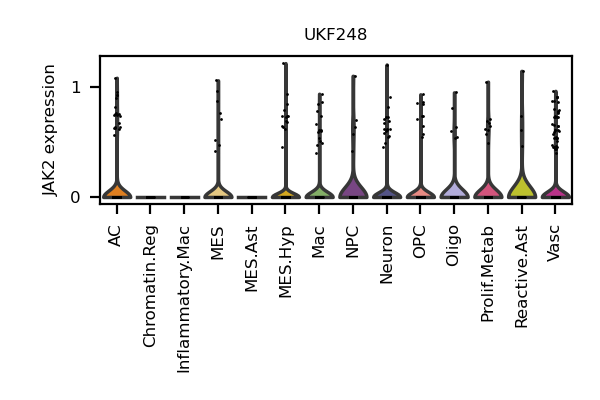 UKF248
JAK2 expression
1
0
AC
Chromatin.Reg
Inflammatory.Mac
MES
MES.Ast
MES.Hyp
Mac
NPC
Neuron
OPC
Oligo
Prolif.Metab
Reactive.Ast
Vasc